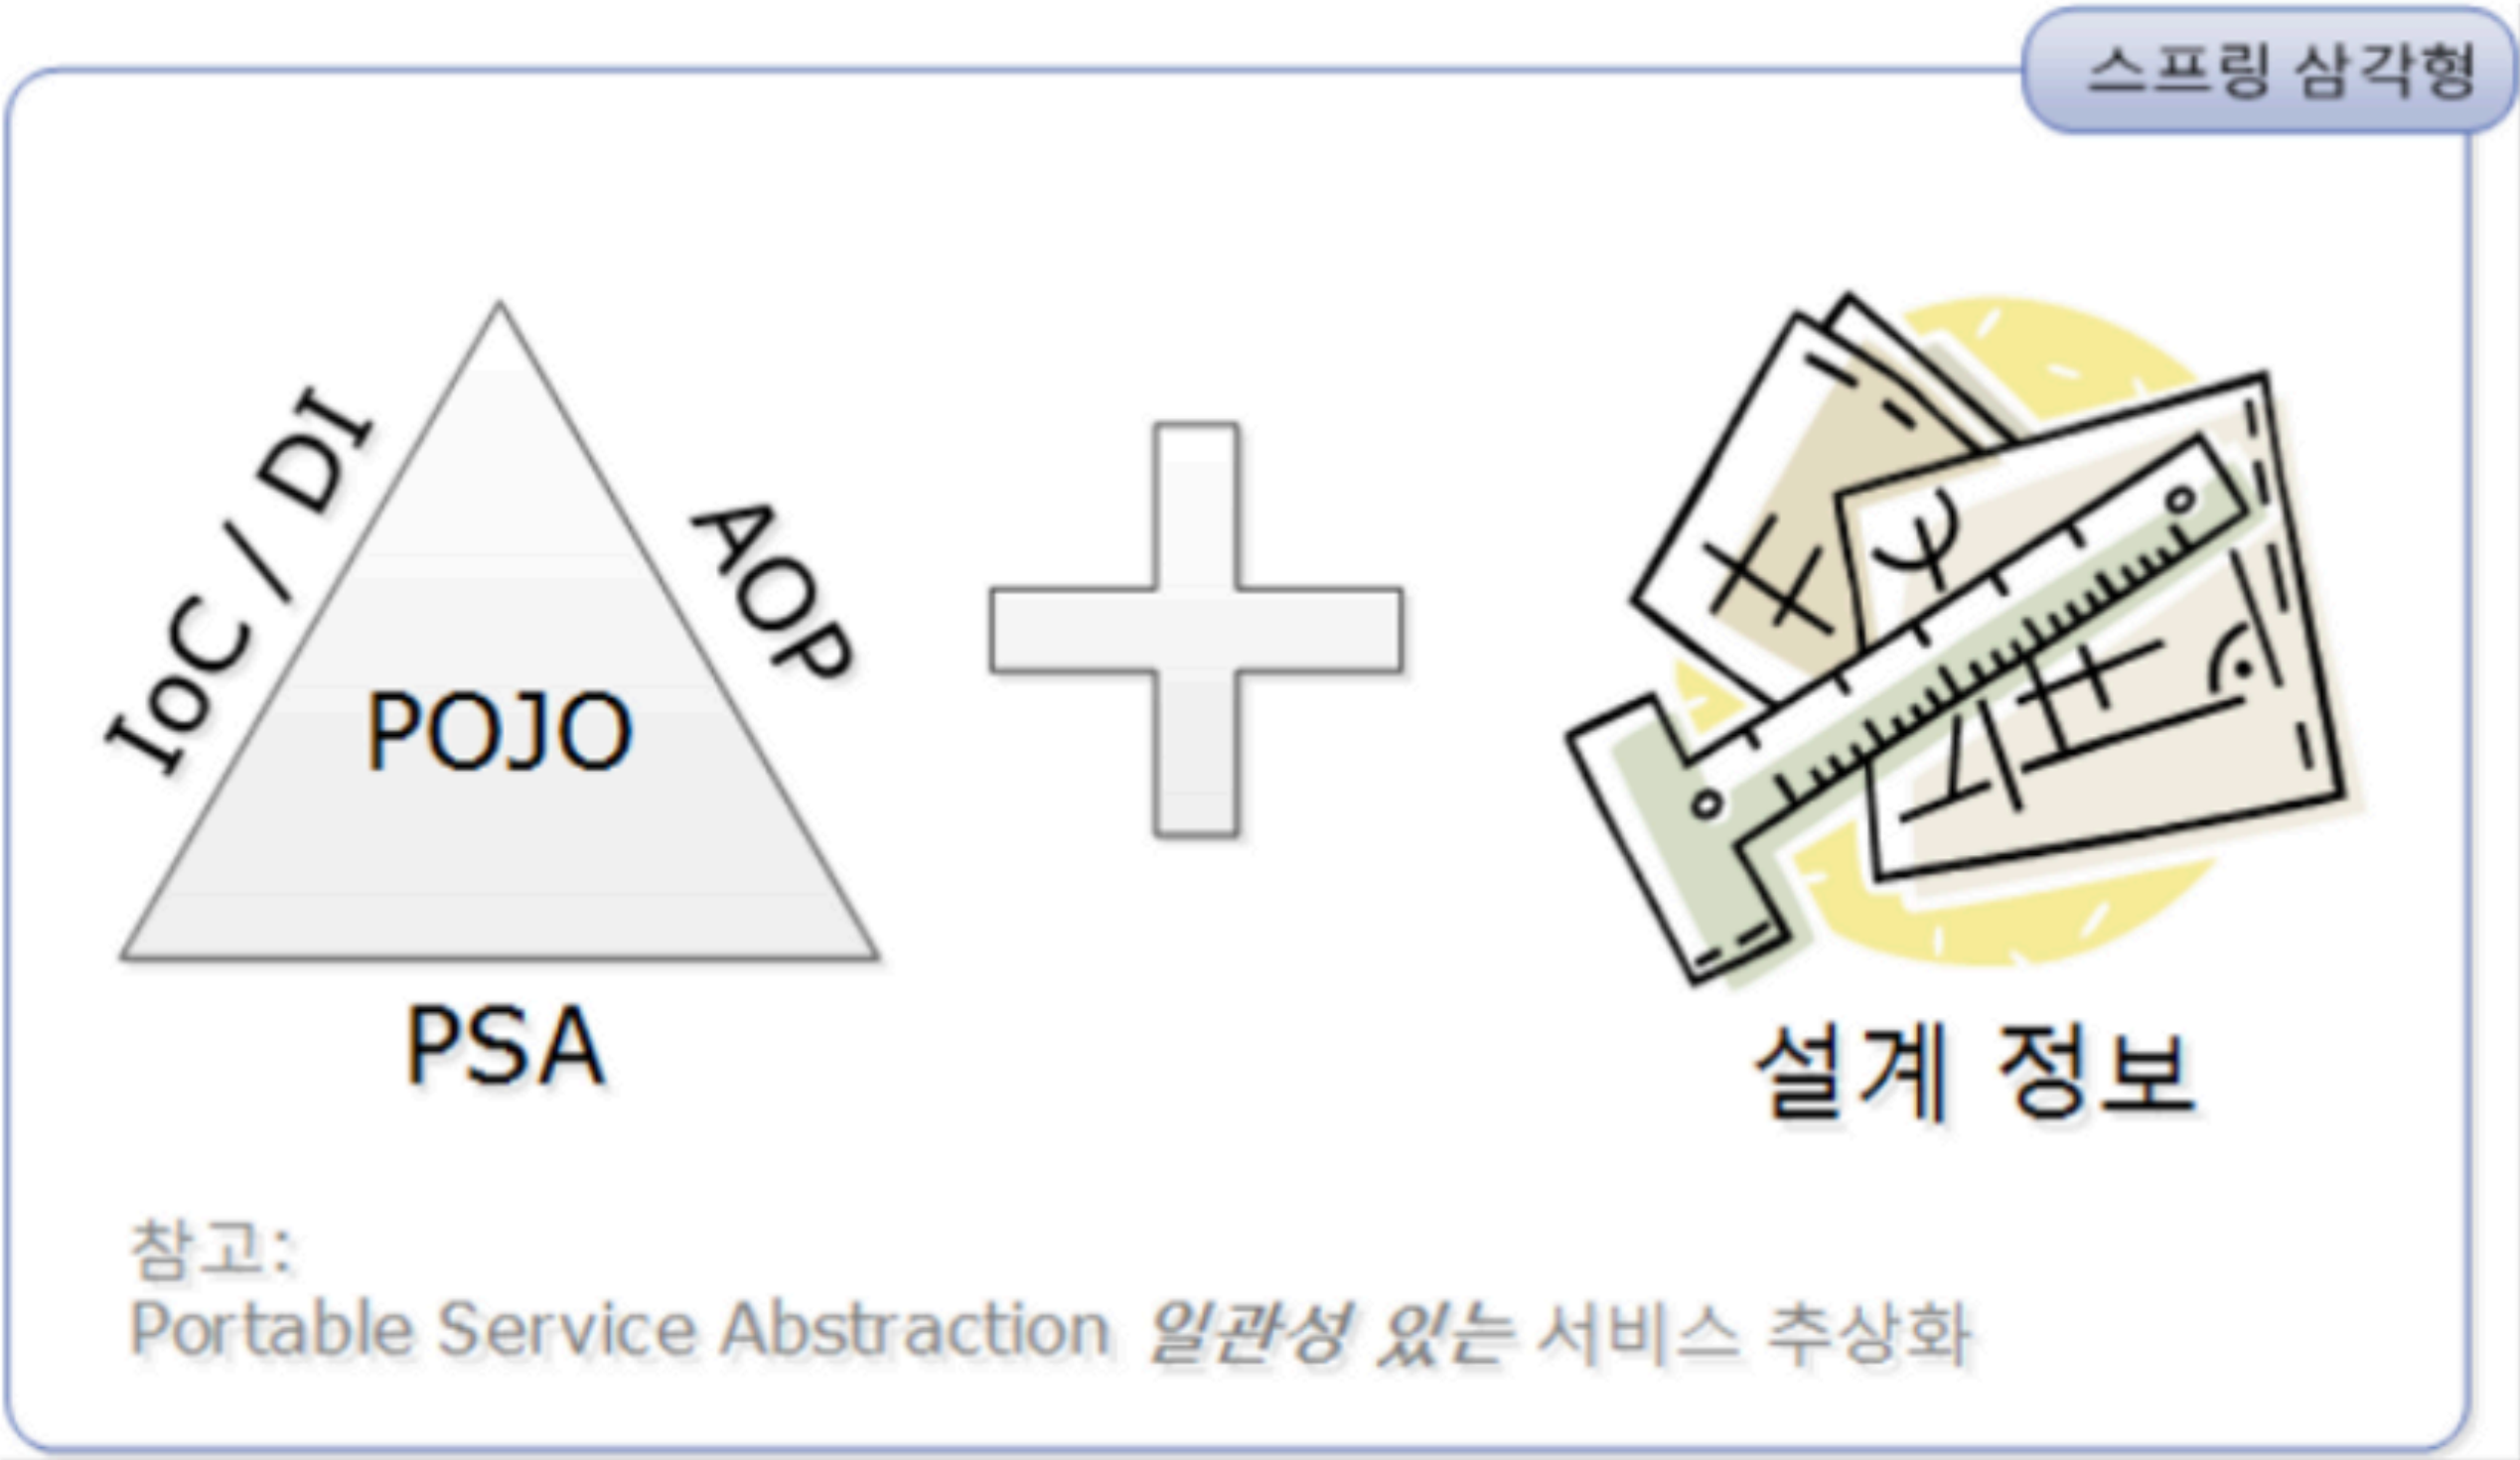 스프링 삼각형
IoC / DI
AOP
POJO
PSA
설계 정보
참고:
Portable Service Abstraction 일관성 있는 서비스 추상화